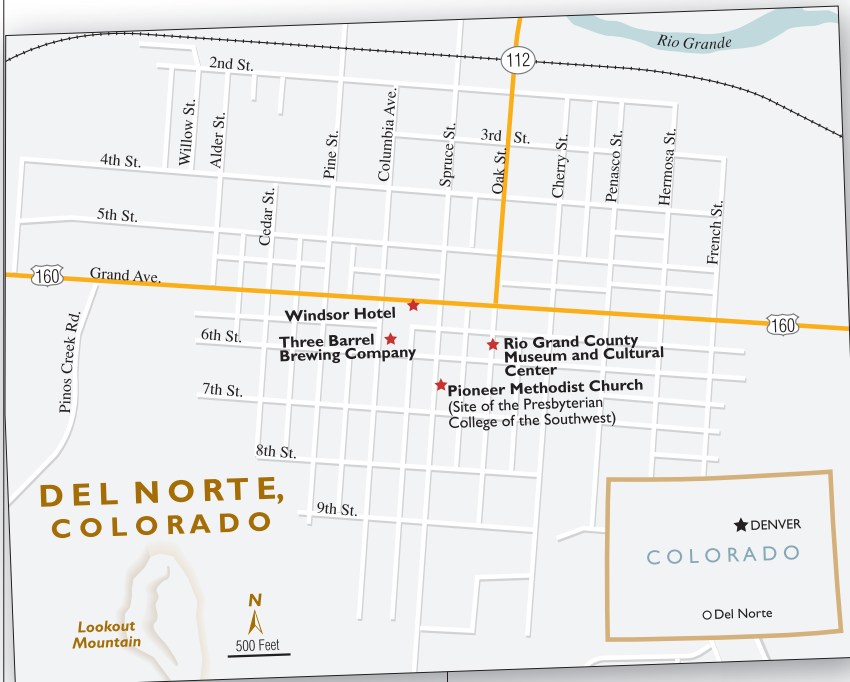 Rio Grande
112
2nd St.
Willow St.
Alder St.
Pine St.
Columbia Ave.
Spruce St.
3rd St.
Oak St.
Cherry St.
Penasco St.
Hermosa St.
4th St.
Cedar St.
French St.
5th St.
160
Grand Ave.
Windsor Hotel
160
Pinos Creek Rd.
6th St.
Three Barrel
Brewing Company
Rio Grand County
Museum and Cultural
Center
7th St.
Pioneer Methodist Church
(Site of the Presbyterian
College of the Southwest)
8th St.
DEL NORTE,
COLORADO
9th St.
DENVER
COLORADO
Del Norte
Lookout
Mountain
N
500 Feet